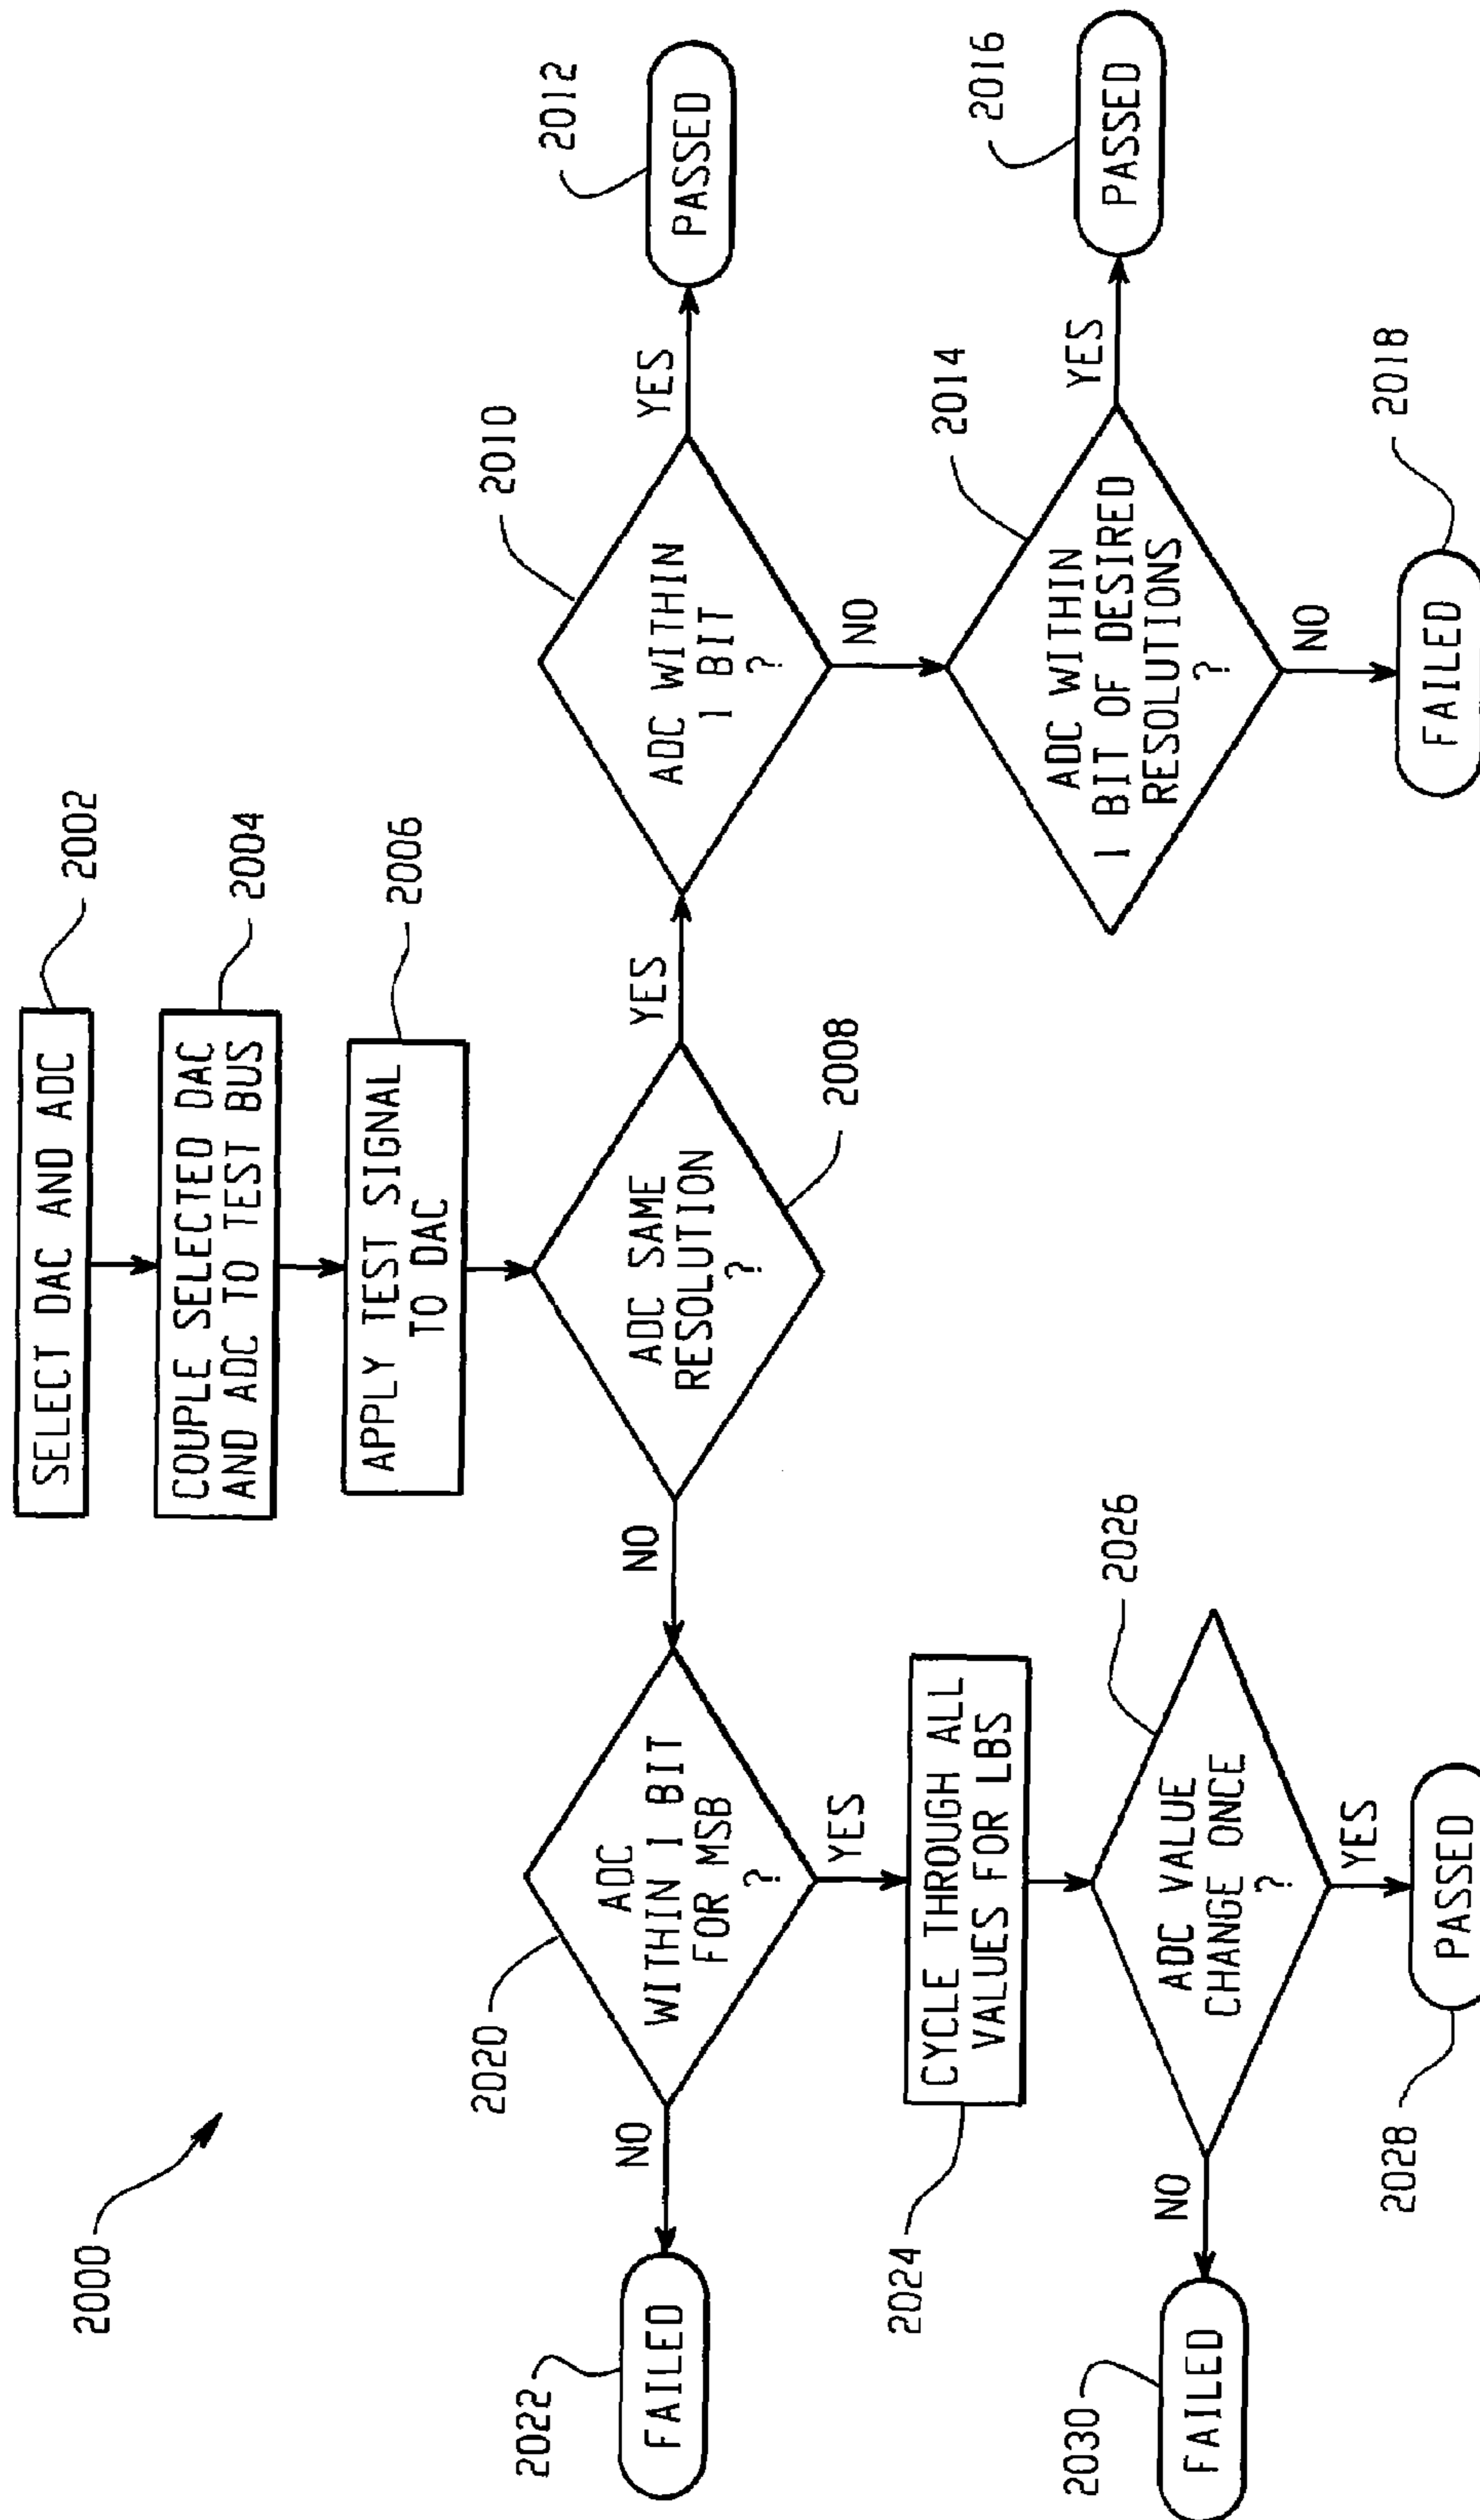 2000
SELECT DAC AND ADC
2002
COUPLE SELECTED DAC
AND ADC TO TEST BUS
2004
APPLY TEST SIGNAL
TO DAC
2006
ADC SAME
RESOLUTION
?
2008
YES
NO
ADC WITHIN
1 BIT
?
2010
YES
PASSED
2012
NO
ADC WITHIN
1 BIT OF DESIRED
RESOLUTIONS
?
2014
YES
PASSED
2016
NO
FAILED
2018
ADC
WITHIN 1 BIT
FOR MSB
?
2020
NO
FAILED
2022
YES
CYCLE THROUGH ALL
VALUES FOR LBS
2024
ADC VALUE
CHANGE ONCE
?
2026
YES
PASSED
2028
NO
FAILED
2030